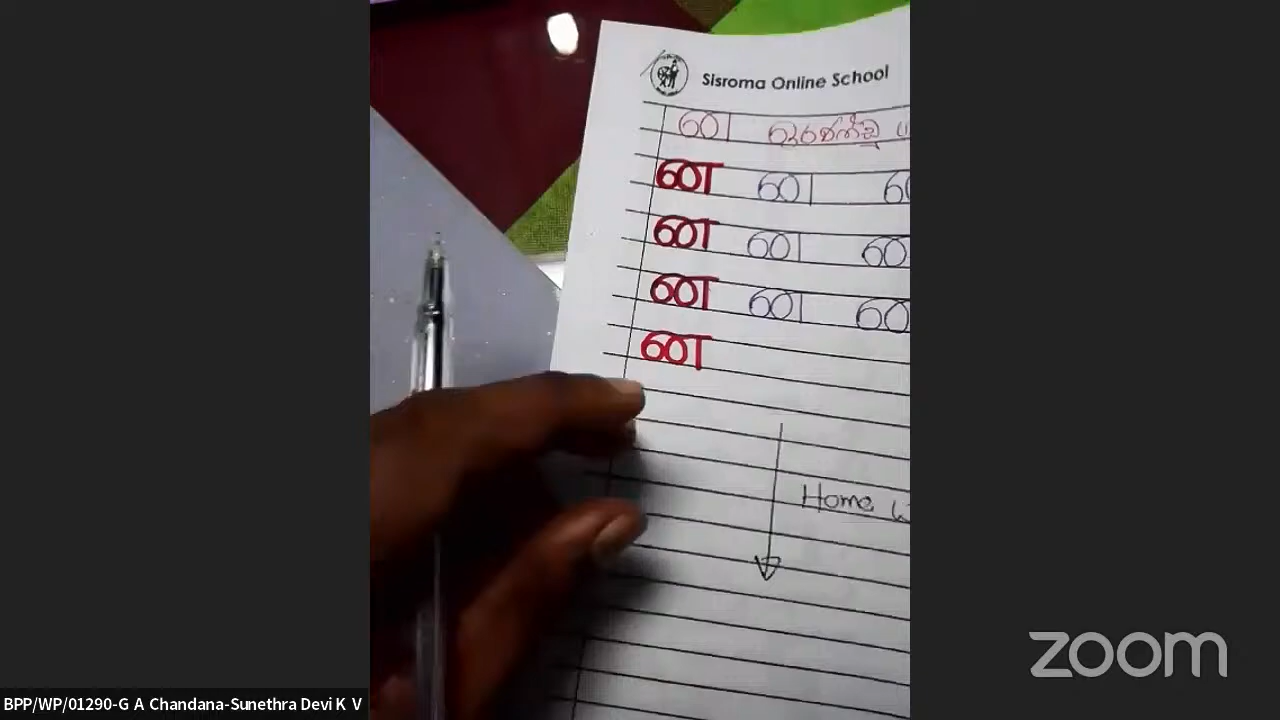 Sisroma Online School
ன
ன ன
ன ன
ன ன
ன
Home
zoom
BPP/WP/01290-G A Chandana-Sunethra Devi K V